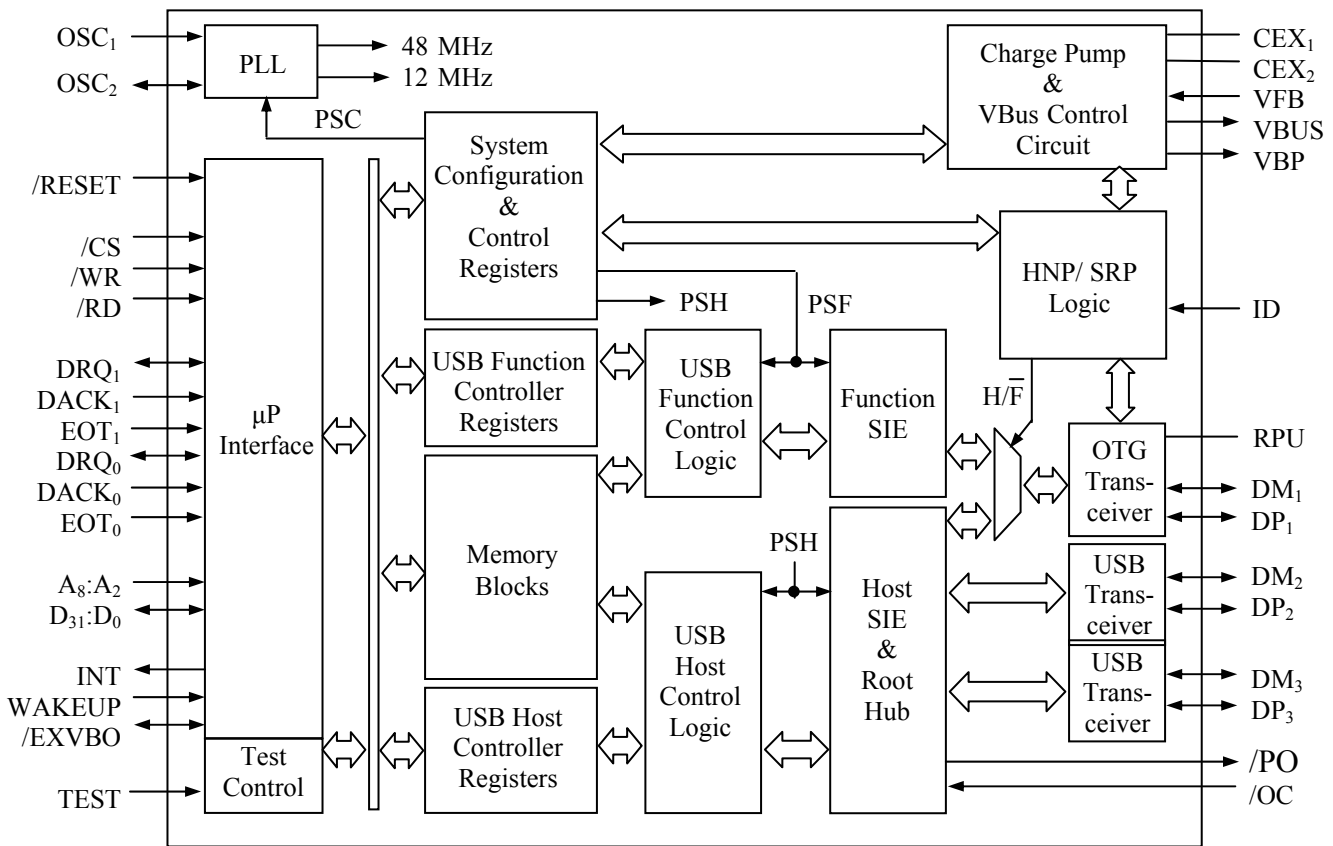 OSC1
OSC2
PLL
48 MHz
12 MHz
PSC
Charge Pump
&
VBus Control
Circuit
CEX1
CEX2
VFB
VBUS
VBP
System
Configuration
&
Control
Registers
/RESET
/CS
/WR
/RD
DRQ1
DACK1
EOT1
DRQ0
DACK0
EOT0
A8:A2
D31:D0
INT
WAKEUP
/EXVBO
TEST
µP
Interface
Test
Control
HNP/ SRP
Logic
ID
PSH
PSF
USB Function
Controller
Registers
USB
Function
Control
Logic
Function
SIE
H/F̅
OTG
Trans-
ceiver
RPU
DM1
DP1
Memory
Blocks
PSH
USB
Host
Control
Logic
Host
SIE
&
Root
Hub
USB
Trans-
ceiver
DM2
DP2
USB
Trans-
ceiver
DM3
DP3
USB Host
Controller
Registers
/PO
/OC